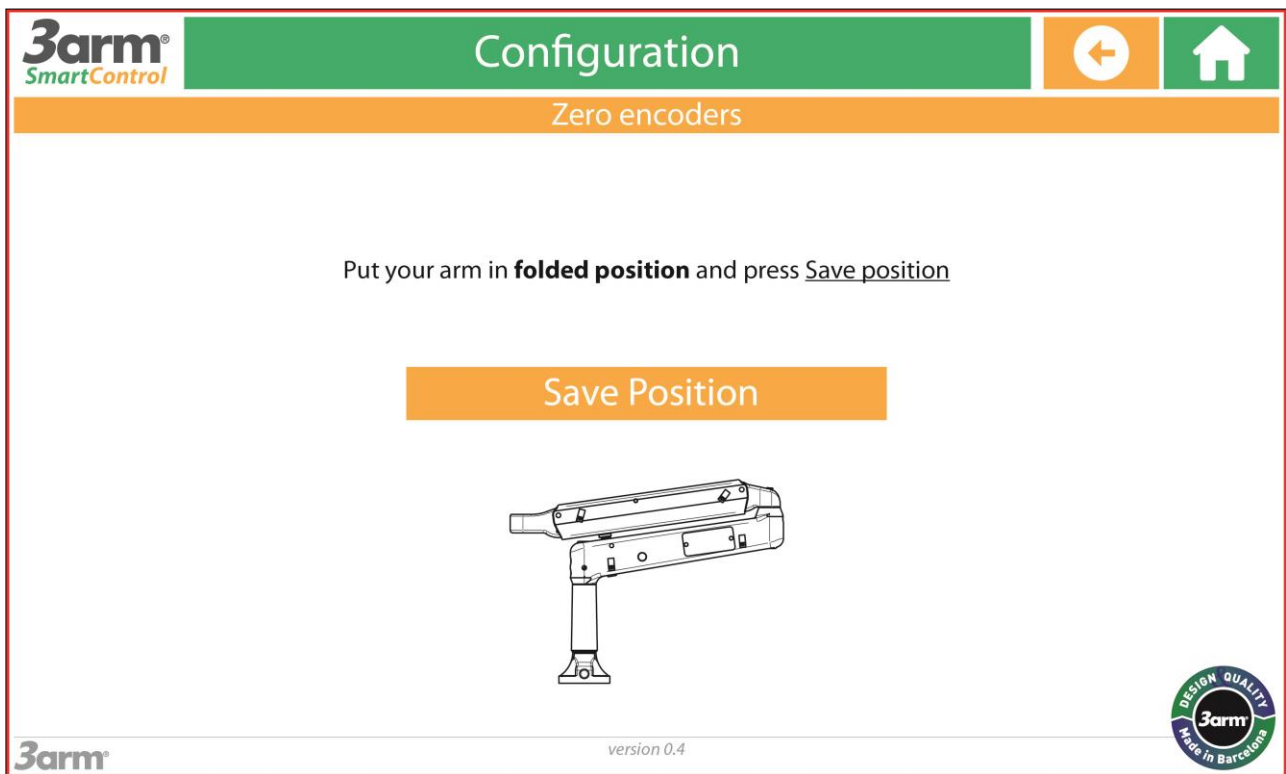 3arm®
SmartControl
Configuration
Zero encoders
Put your arm in folded position and press Save position
Save Position
DESIGN QUALITY
3arm
Made in Barcelona
3arm®
version 0.4